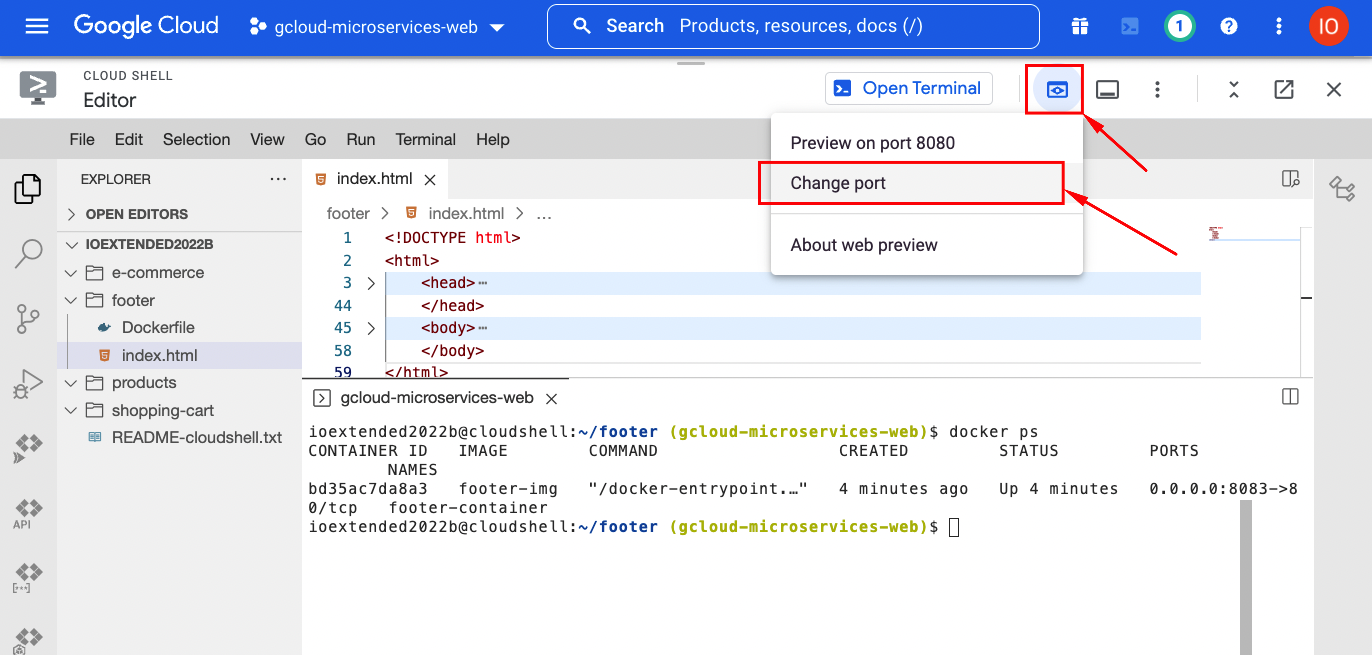 Google Cloud
gcloud-microservices-web
Search Products, resources, docs (/)
1
IO
CLOUD SHELL
Editor
Open Terminal
File Edit Selection View Go Run Terminal Help
Preview on port 8080
Change port
About web preview
EXPLORER
OPEN EDITORS
IOEXTENDED2022B
e-commerce
footer
Dockerfile
index.html
products
shopping-cart
README-cloudshell.txt
API
index.html
footer > index.html > ...
1 <!DOCTYPE html>
2 <html>
3 <head>…
44 </head>
45 <body>…
58 </body>
59 </html>
gcloud-microservices-web
ioextended2022b@cloudshell:~/footer (gcloud-microservices-web)$ docker ps
CONTAINER ID IMAGE COMMAND CREATED STATUS PORTS
NAMES
bd35ac7da8a3 footer-img "/docker-entrypoint.…" 4 minutes ago Up 4 minutes 0.0.0.0:8083->8
0/tcp footer-container
ioextended2022b@cloudshell:~/footer (gcloud-microservices-web)$